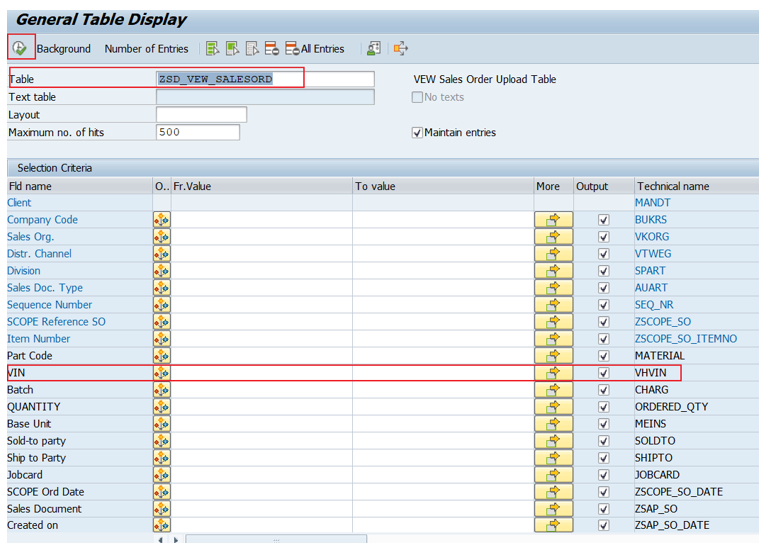 General Table Display
Background Number of Entries All Entries
Table ZSD_VEW_SALESORD VEW Sales Order Upload Table
Text table No texts
Layout
Maximum no. of hits 500 Maintain entries
Selection Criteria
Fld name O.. Fr.Value To value More Output Technical name
Client MANDT
Company Code BUKRS
Sales Org. VKORG
Distr. Channel VTWEG
Division SPART
Sales Doc. Type AUART
Sequence Number SEQ_NR
SCOPE Reference SO ZSCOPE_SO
Item Number ZSCOPE_SO_ITEMNO
Part Code MATERIAL
VIN VHVIN
Batch CHARG
QUANTITY ORDERED_QTY
Base Unit MEINS
Sold-to party SOLDTO
Ship to Party SHIPTO
Jobcard JOBCARD
SCOPE Ord Date ZSCOPE_SO_DATE
Sales Document ZSAP_SO
Created on ZSAP_SO_DATE